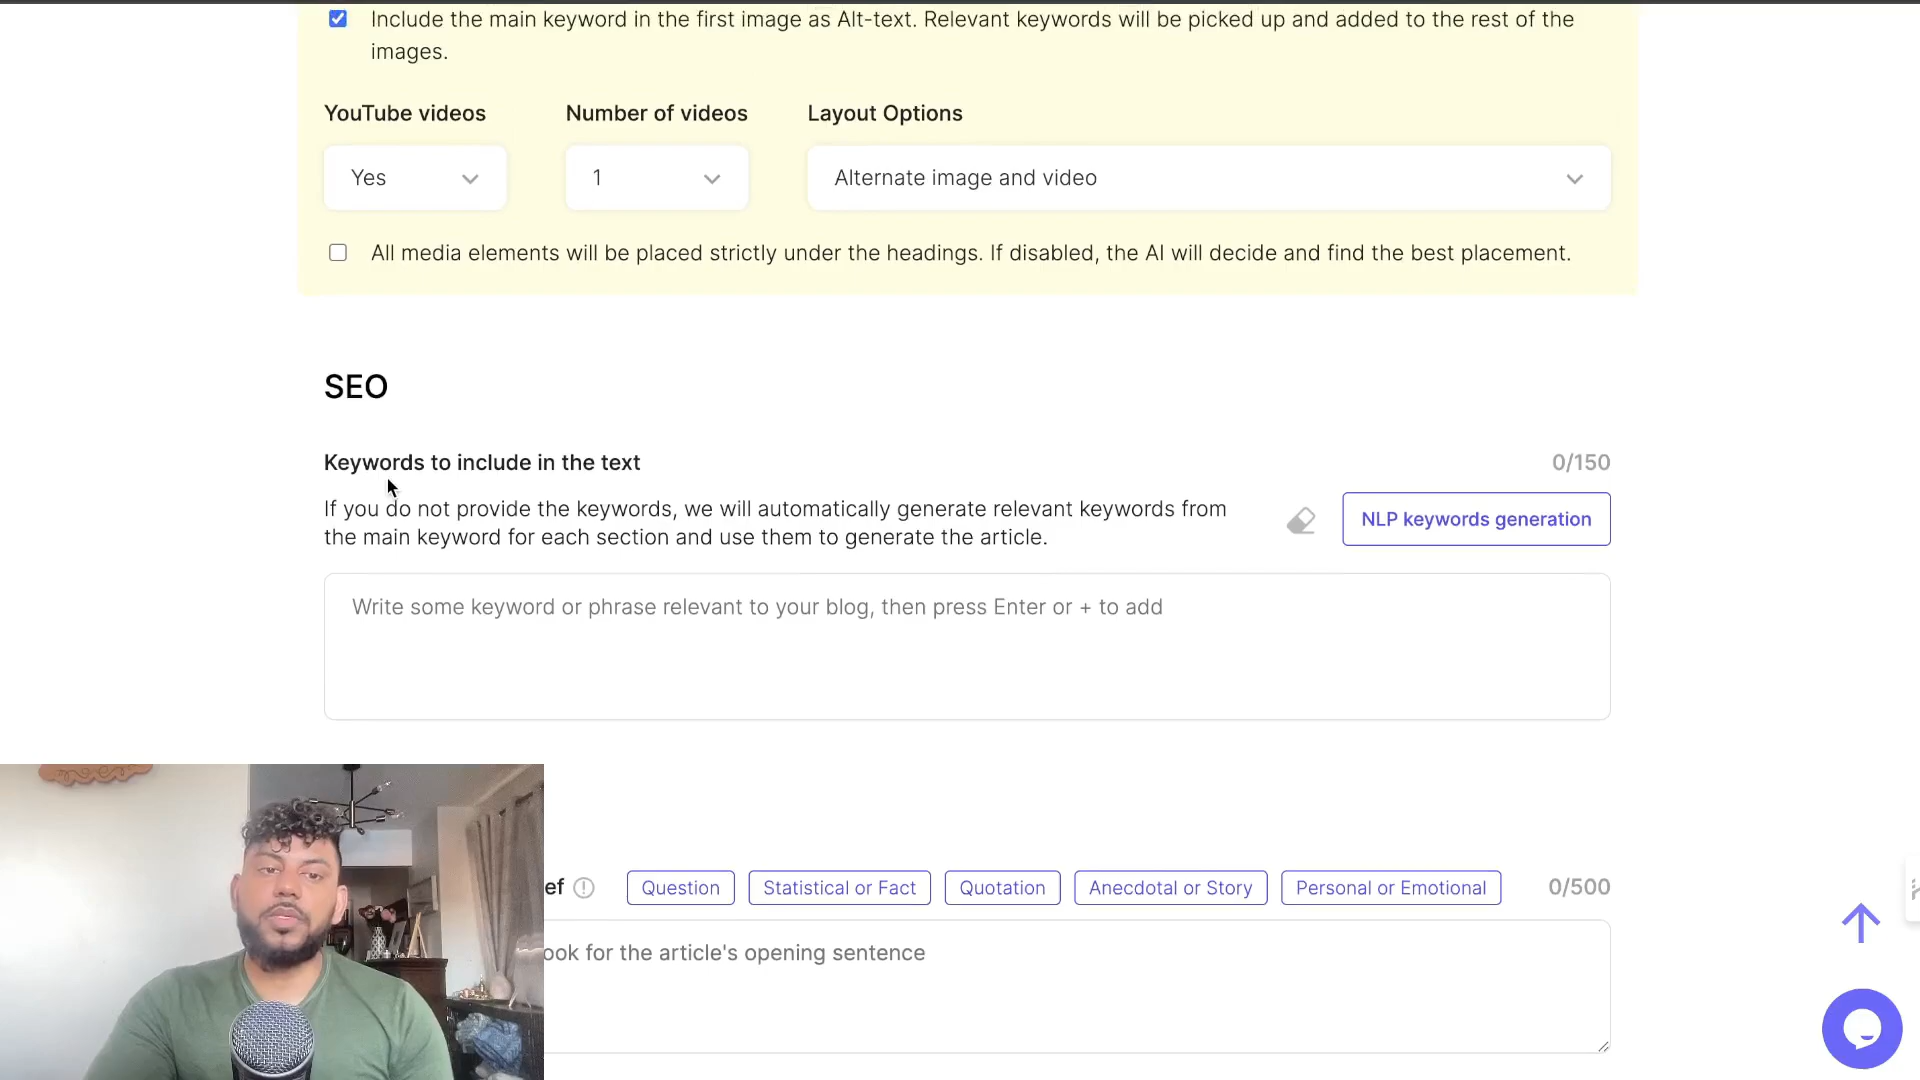 Include the main keyword in the first image as Alt-text. Relevant keywords will be picked up and added to the rest of the
images.
YouTube videos
Number of videos
Layout Options
Yes
1
Alternate image and video
All media elements will be placed strictly under the headings. If disabled, the AI will decide and find the best placement.
SEO
Keywords to include in the text
0/150
If you do not provide the keywords, we will automatically generate relevant keywords from
the main keyword for each section and use them to generate the article.
NLP keywords generation
Write some keyword or phrase relevant to your blog, then press Enter or + to add
ef
Question
Statistical or Fact
Quotation
Anecdotal or Story
Personal or Emotional
0/500
ook for the article's opening sentence